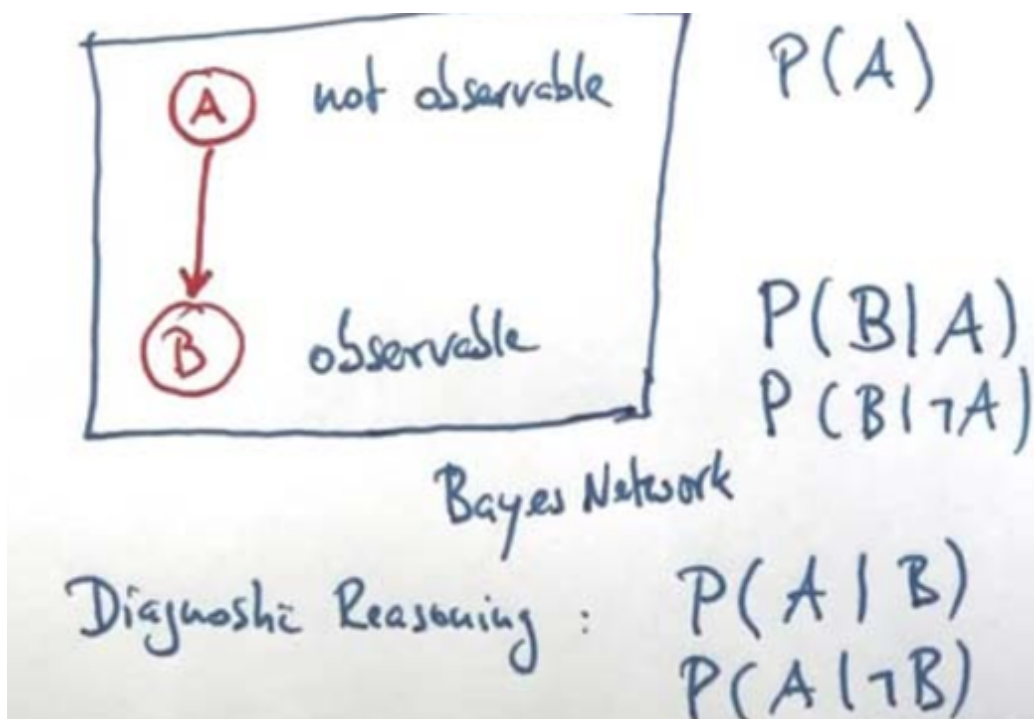 A not observable P(A)
B observable P(B|A)
P(B|¬A)
Bayes Network
Diagnostic Reasoning : P(A|B)
P(A|¬B)